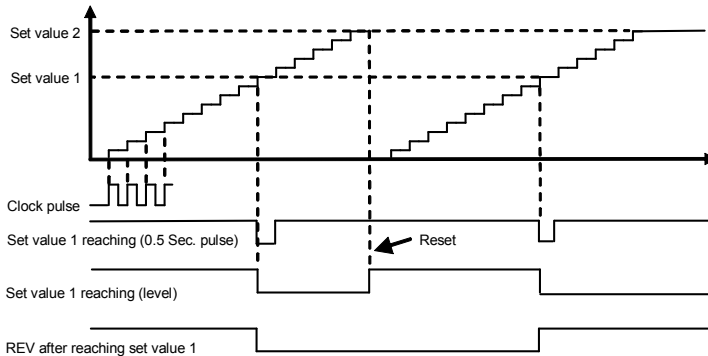 Set value 2
Set value 1
Clock pulse
Set value 1 reaching (0.5 Sec. pulse)
Reset
Set value 1 reaching (level)
REV after reaching set value 1